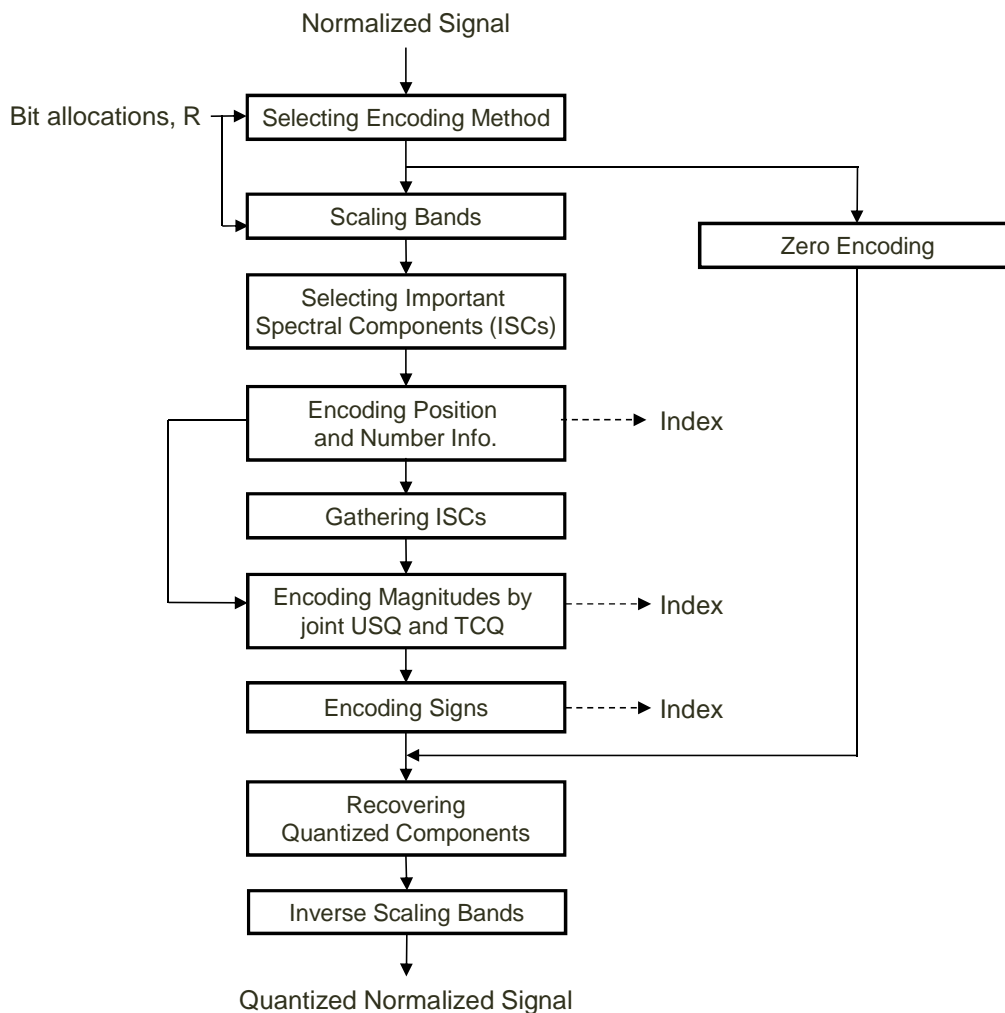 Normalized Signal
Bit allocations, R
Selecting Encoding Method
Scaling Bands
Zero Encoding
Selecting Important
Spectral Components (ISCs)
Encoding Position
and Number Info.
Index
Gathering ISCs
Encoding Magnitudes by
joint USQ and TCQ
Index
Encoding Signs
Index
Recovering
Quantized Components
Inverse Scaling Bands
Quantized Normalized Signal